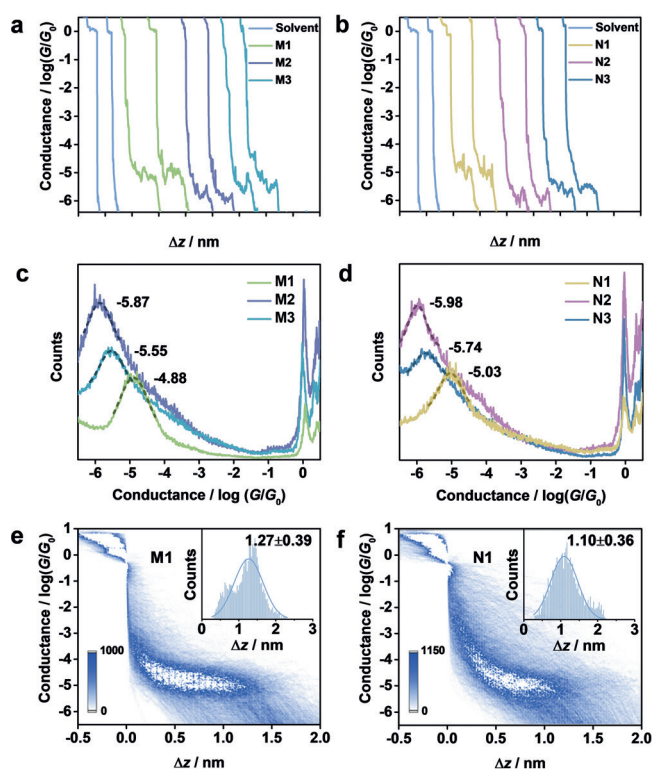 a
Conductance / log(G/G0)
0
-1
-2
-3
-4
-5
-6
Solvent
M1
M2
M3
Δz / nm
b
Conductance / log(G/G0)
0
-1
-2
-3
-4
-5
-6
Solvent
N1
N2
N3
Δz / nm
c
Counts
-5.87
-5.55
-4.88
M1
M2
M3
-6 -5 -4 -3 -2 -1 0
Conductance / log (G/G0)
d
Counts
-5.98
-5.74
-5.03
N1
N2
N3
-6 -5 -4 -3 -2 -1 0
Conductance / log(G/G0)
e
Conductance / log(G/G0)
1
0
-1
-2
-3
-4
-5
-6
M1
1000
0
Counts
1.27±0.39
0 1 2 3
Δz / nm
-0.5 0.0 0.5 1.0 1.5 2.0
Δz / nm
f
Conductance / log(G/G0)
1
0
-1
-2
-3
-4
-5
-6
N1
1150
0
Counts
1.10±0.36
0 1 2 3
Δz / nm
-0.5 0.0 0.5 1.0 1.5 2.0
Δz / nm